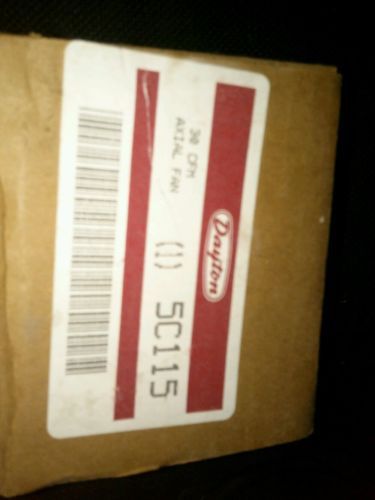 Dayton
30 CFM
AXIAL FAN
(1) 5C115